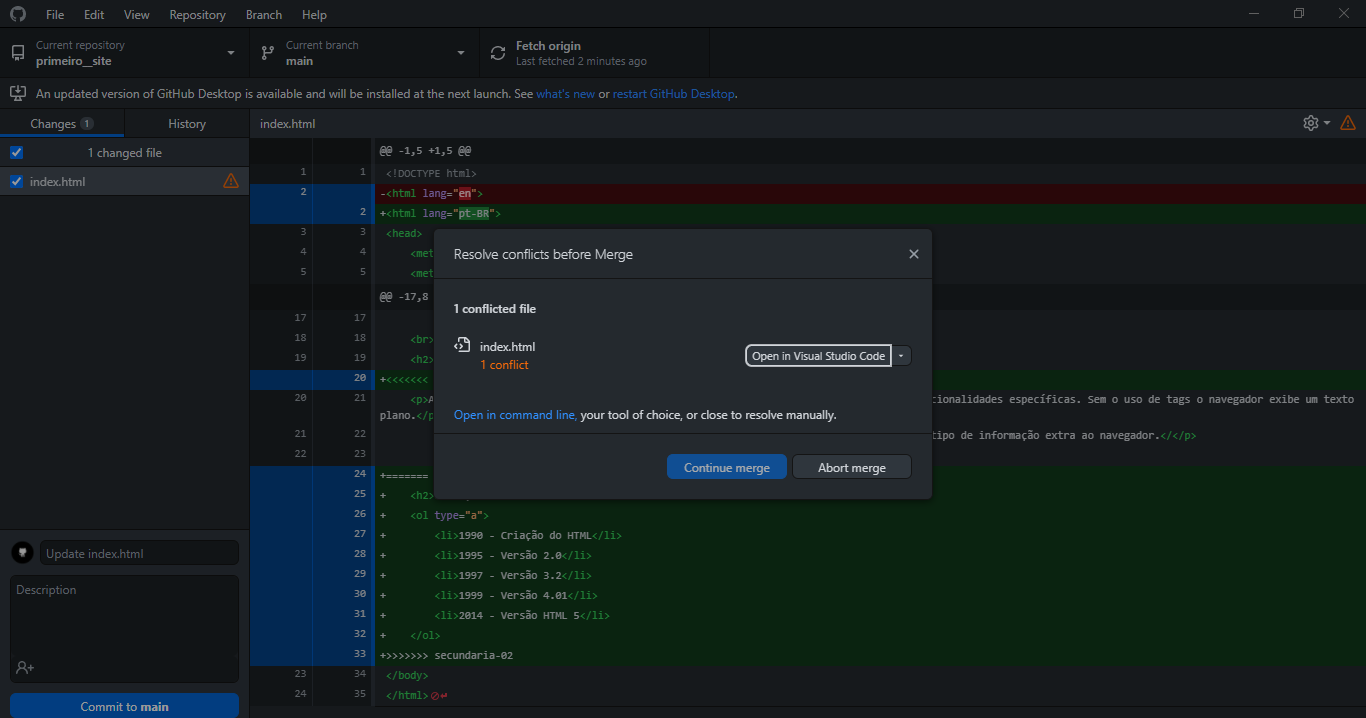 File Edit View Repository Branch Help
Current repository
primeiro__site
Current branch
main
Fetch origin
Last fetched 2 minutes ago
An updated version of GitHub Desktop is available and will be installed at the next launch. See what's new or restart GitHub Desktop.
Changes 1 History
index.html
1 changed file
index.html
@@ -1,5 +1,5 @@
1 1 <!DOCTYPE html>
2 -<html lang="en">
2 +<html lang="pt-BR">
3 3 <head>
4 4 <met
5 5 <met
@@ -17,8
17 17
18 18 <br>
19 19 <h2>
20 +<<<<<<<
20 21 <p>A cionalidades específicas. Sem o uso de tags o navegador exibe um texto
plano.</p
21 22 tipo de informação extra ao navegador.</</p>
22 23
24 +=======
25 + <h2>
26 + <ol type="a">
27 + <li>1990 - Criação do HTML</li>
28 + <li>1995 - Versão 2.0</li>
29 + <li>1997 - Versão 3.2</li>
30 + <li>1999 - Versão 4.01</li>
31 + <li>2014 - Versão HTML 5</li>
32 + </ol>
33 +>>>>>>> secundaria-02
23 34 </body>
24 35 </html>
Resolve conflicts before Merge
1 conflicted file
index.html
1 conflict
Open in Visual Studio Code
Open in command line, your tool of choice, or close to resolve manually.
Continue merge Abort merge
Update index.html
Description
Commit to main